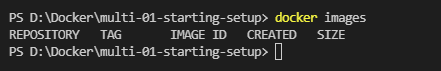 PS D:\Docker\multi-01-starting-setup> docker images
REPOSITORY   TAG       IMAGE ID   CREATED   SIZE
PS D:\Docker\multi-01-starting-setup>